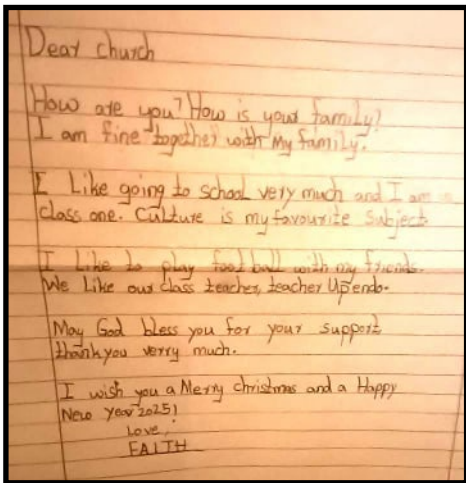 Dear church
How are you? How is your family?
I am fine together with my family.
I Like going to school very much and I am
class one. Culture is my favourite Subject
I Like to play foot ball with my friends.
We Like our class teacher, teacher Upendo.
May God bless you for your support
thank you verry much.
I wish you a Merry christmas and a Happy
New Year 2025!
Love,
FAITH